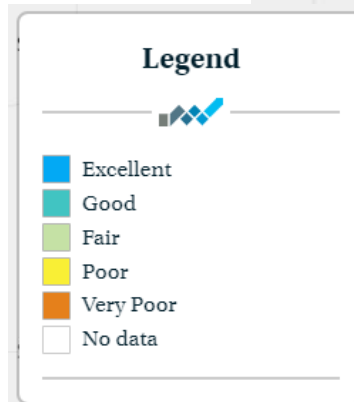 Legend
Excellent
Good
Fair
Poor
Very Poor
No data